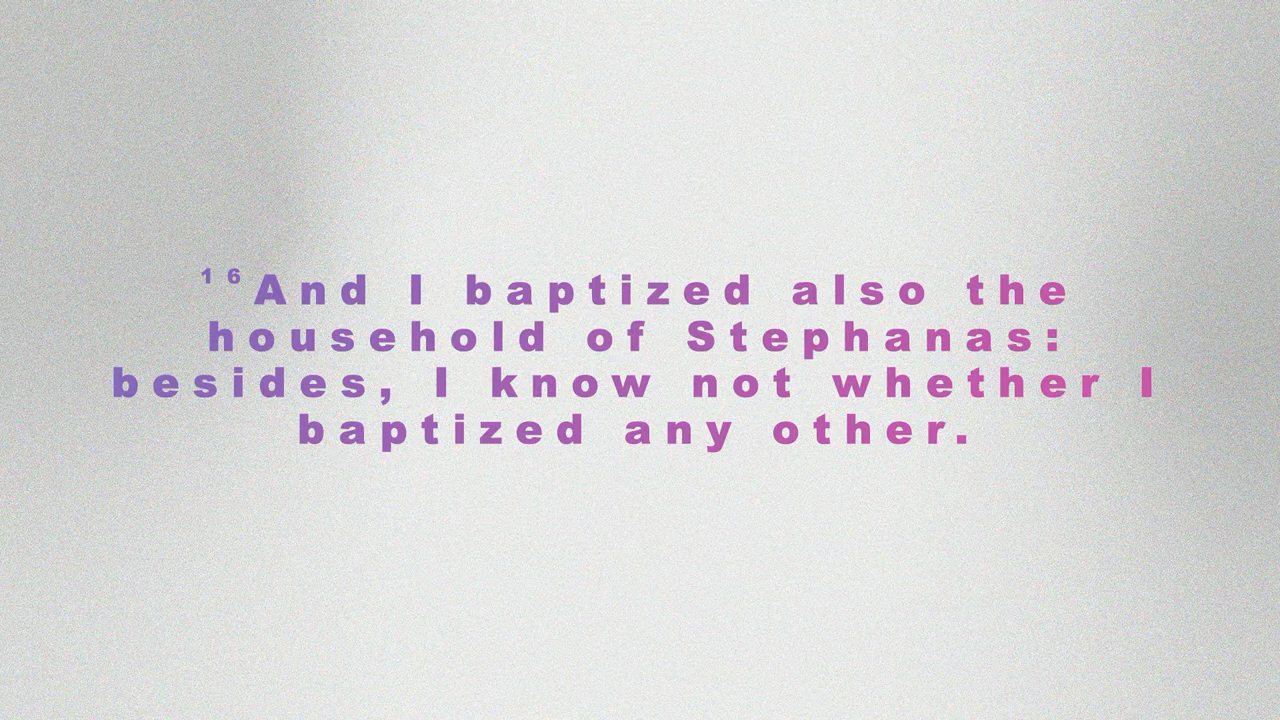 ¹⁶And I baptized also the
household of Stephanas:
besides, I know not whether I
baptized any other.